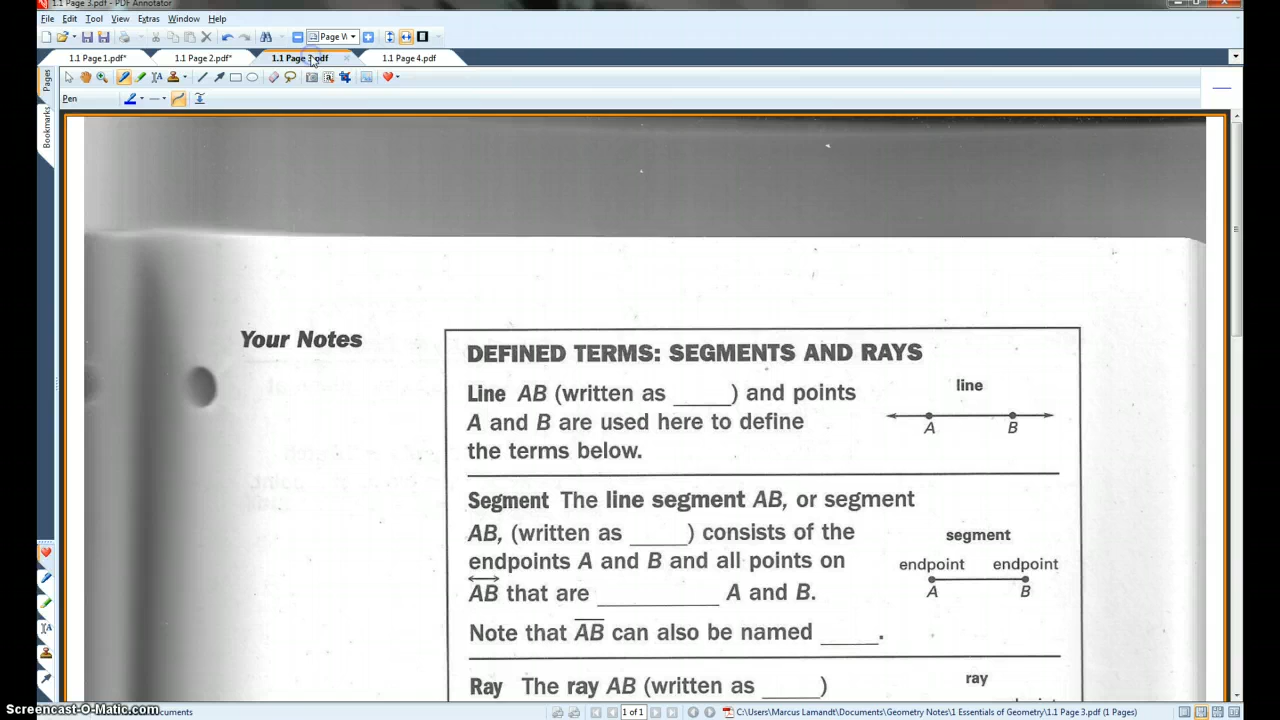 1.1 Page 3.pdf - PDF Annotator
File Edit Tool View Extras Window Help
Page W
1.1 Page 1.pdf* 1.1 Page 2.pdf* 1.1 Page 3.pdf 1.1 Page 4.pdf
Pen
Pages
Bookmarks
Your Notes
DEFINED TERMS: SEGMENTS AND RAYS
Line AB (written as _____) and points
A and B are used here to define
the terms below.
line
A B
Segment The line segment AB, or segment
AB, (written as _____) consists of the
endpoints A and B and all points on
AB that are __________ A and B.
Note that AB can also be named _____.
segment
endpoint endpoint
A B
Ray The ray AB (written as _____)
ray
Screencast-O-Matic.com
1 of 1
C:\Users\Marcus Lamandt\Documents\Geometry Notes\1 Essentials of Geometry\1.1 Page 3.pdf (1 Pages)